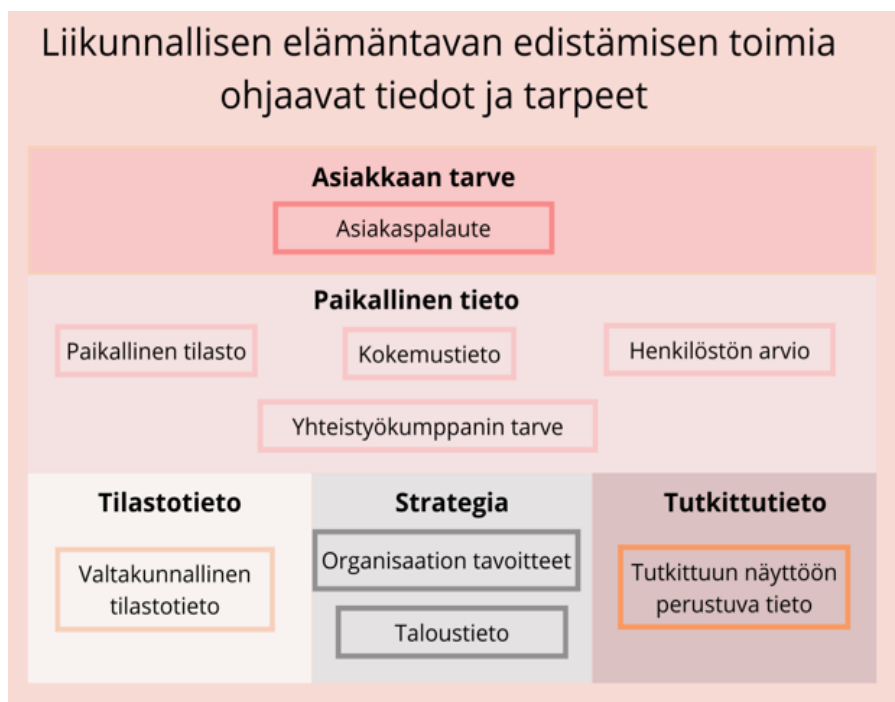 Liikunnallisen elämäntavan edistämisen toimia
ohjaavat tiedot ja tarpeet
Asiakkaan tarve
Asiakaspalaute
Paikallinen tieto
Paikallinen tilasto
Kokemustieto
Henkilöstön arvio
Yhteistyökumppanin tarve
Tilastotieto
Valtakunnallinen
tilastotieto
Strategia
Organisaation tavoitteet
Taloustieto
Tutkittutieto
Tutkittuun näyttöön
perustuva tieto